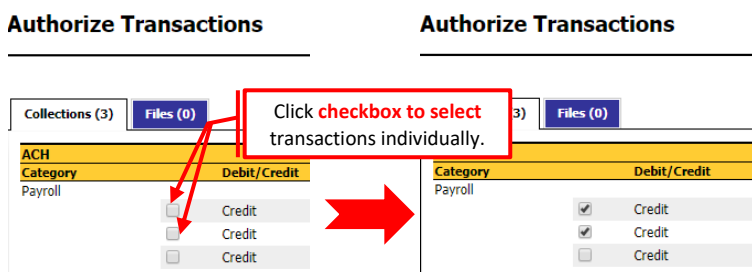 Authorize Transactions
Collections (3) Files (0)
ACH
Category Debit/Credit
Payroll
Credit
Credit
Credit
Click checkbox to select
transactions individually.
Authorize Transactions
3) Files (0)
Category Debit/Credit
Payroll
Credit
Credit
Credit